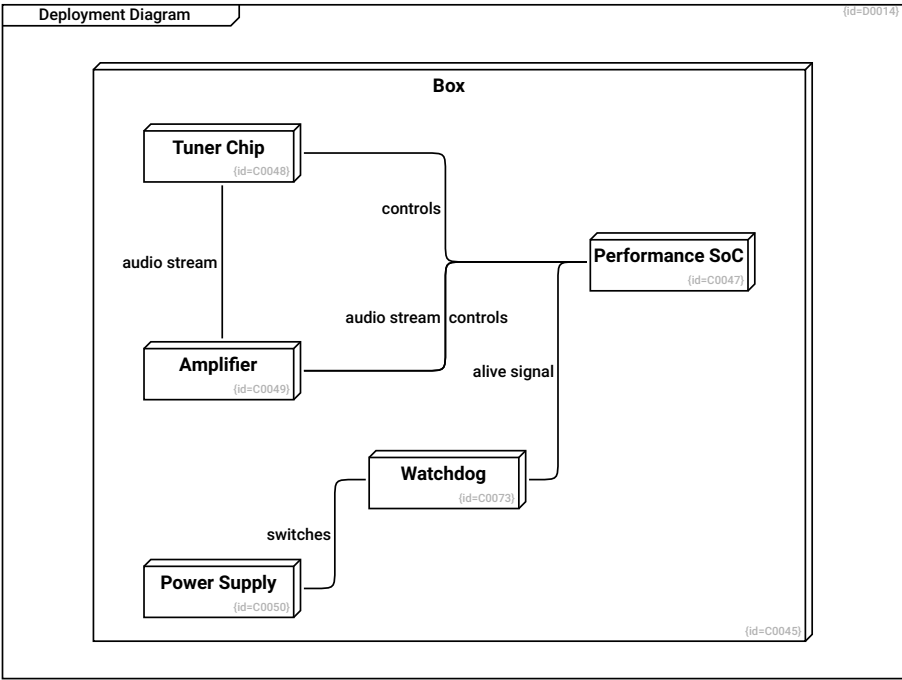 Deployment Diagram
{id=D0014}
Box
Tuner Chip
{id=C0048}
controls
Performance SoC
{id=C0047}
audio stream
audio stream
controls
Amplifier
{id=C0049}
alive signal
Watchdog
{id=C0073}
switches
Power Supply
{id=C0050}
{id=C0045}